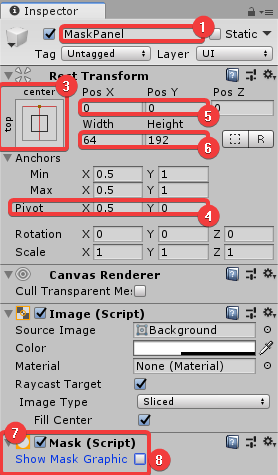 Inspector
MaskPanel
1
Static
Tag Untagged Layer UI
Rect Transform
3
center
Pos X Pos Y Pos Z
top
0 0 0
5
Width Height
64 192
6
R
Anchors
Min X 0.5 Y 1
Max X 0.5 Y 1
Pivot X 0.5 Y 0
4
Rotation X 0 Y 0 Z 0
Scale X 1 Y 1 Z 1
Canvas Renderer
Cull Transparent Mes
Image (Script)
Source Image Background
Color
Material None (Material)
Raycast Target
Image Type Sliced
Fill Center
7
Mask (Script)
Show Mask Graphic
8